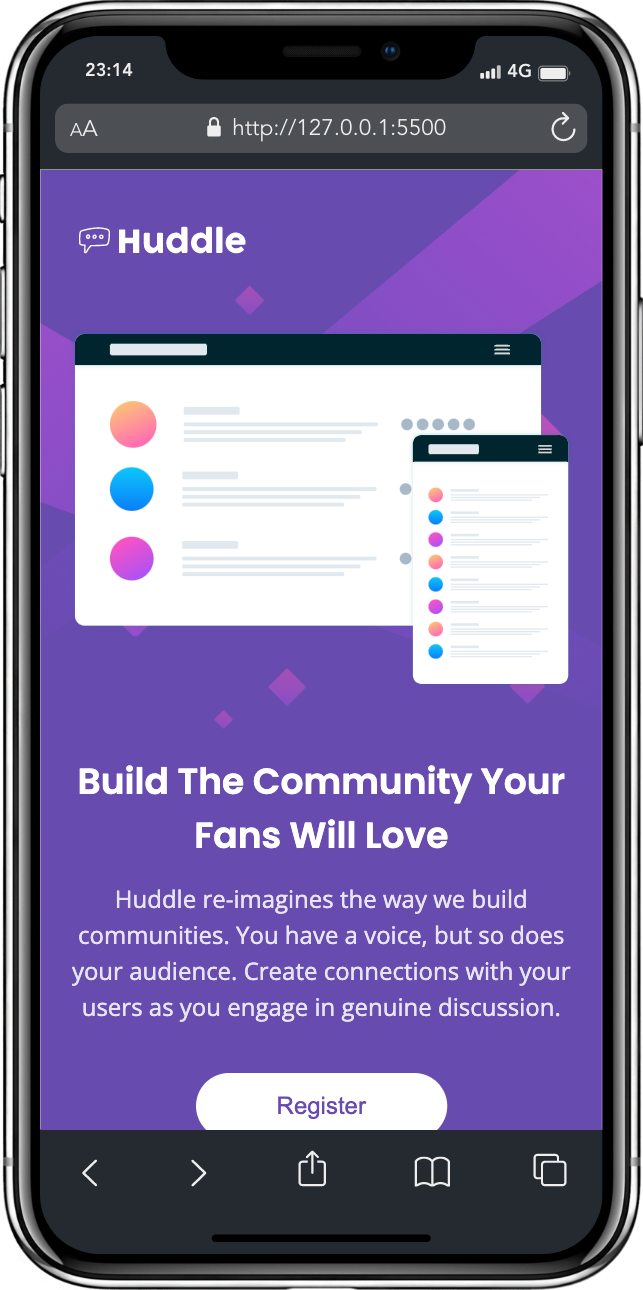 23:14
4G
AA
http://127.0.0.1:5500
Huddle
Build The Community Your
Fans Will Love
Huddle re-imagines the way we build
communities. You have a voice, but so does
your audience. Create connections with your
users as you engage in genuine discussion.
Register